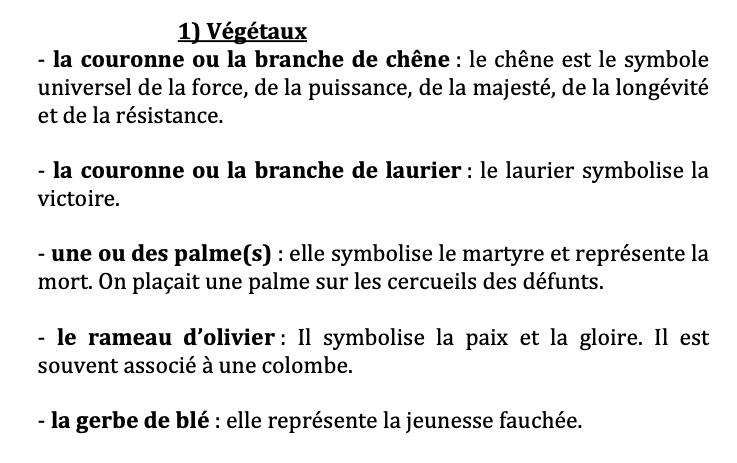 1) Végétaux
- la couronne ou la branche de chêne : le chêne est le symbole
universel de la force, de la puissance, de la majesté, de la longévité
et de la résistance.
- la couronne ou la branche de laurier : le laurier symbolise la
victoire.
- une ou des palme(s) : elle symbolise le martyre et représente la
mort. On plaçait une palme sur les cercueils des défunts.
- le rameau d’olivier : Il symbolise la paix et la gloire. Il est
souvent associé à une colombe.
- la gerbe de blé : elle représente la jeunesse fauchée.